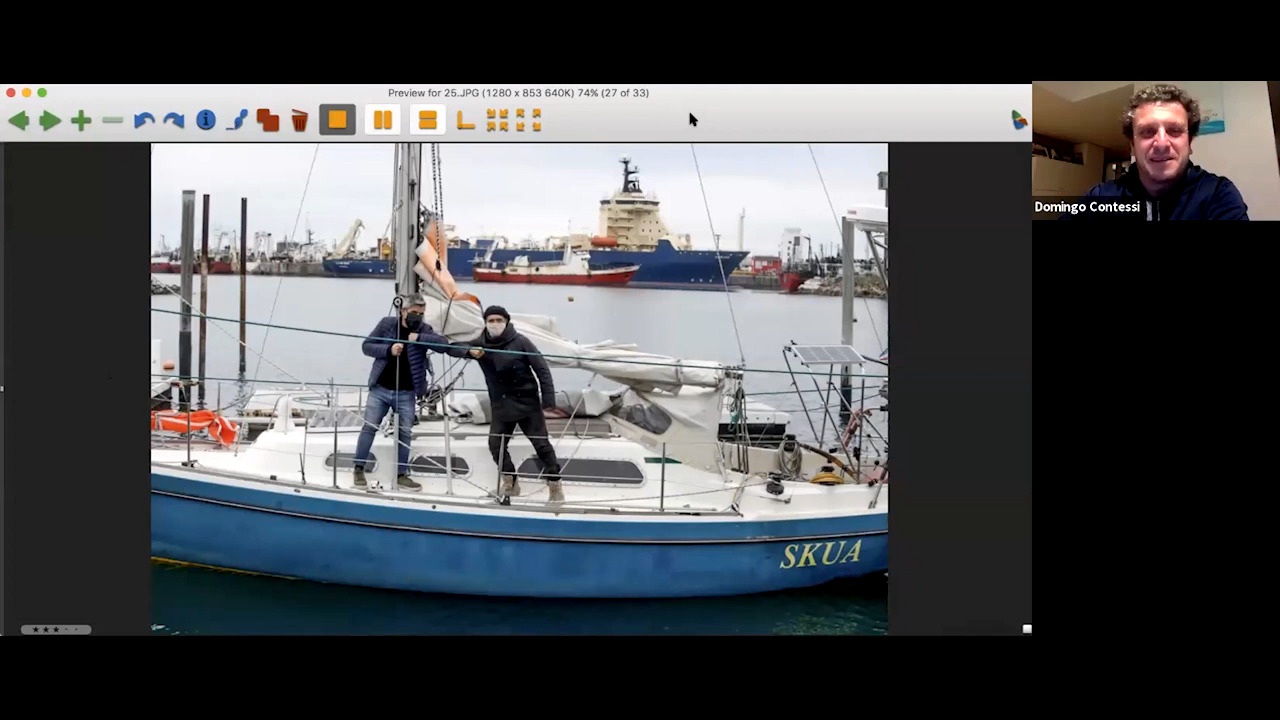 Preview for 25.JPG (1280 x 853 640K) 74% (27 of 33)
Domingo Contessi
SKUA